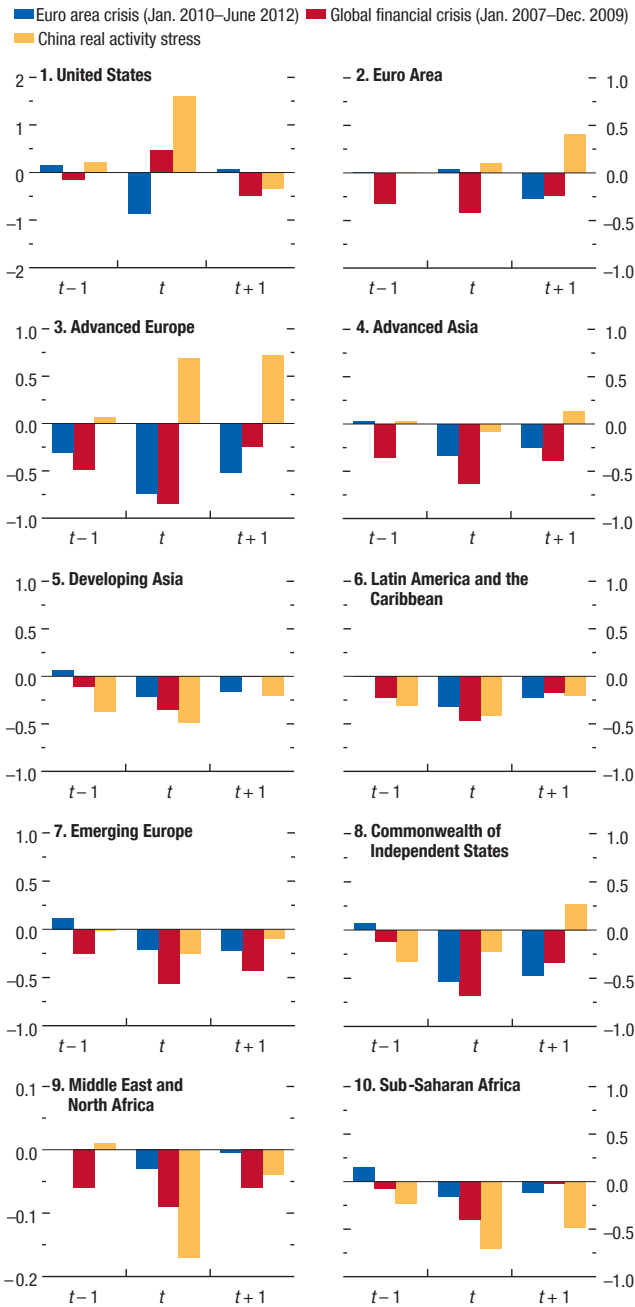 Euro area crisis (Jan. 2010–June 2012) Global financial crisis (Jan. 2007–Dec. 2009)
China real activity stress
1. United States
2
1
0
–1
–2
t – 1 t t + 1
2. Euro Area
1.0
0.5
0.0
–0.5
–1.0
t – 1 t t + 1
3. Advanced Europe
1.0
0.5
0.0
–0.5
–1.0
t – 1 t t + 1
4. Advanced Asia
1.0
0.5
0.0
–0.5
–1.0
t – 1 t t + 1
5. Developing Asia
1.0
0.5
0.0
–0.5
–1.0
t – 1 t t + 1
6. Latin America and the
Caribbean
1.0
0.5
0.0
–0.5
–1.0
t – 1 t t + 1
7. Emerging Europe
1.0
0.5
0.0
–0.5
–1.0
t – 1 t t + 1
8. Commonwealth of
Independent States
1.0
0.5
0.0
–0.5
–1.0
t – 1 t t + 1
9. Middle East and
North Africa
0.1
0.0
–0.1
–0.2
t – 1 t t + 1
10. Sub-Saharan Africa
1.0
0.5
0.0
–0.5
–1.0
t – 1 t t + 1